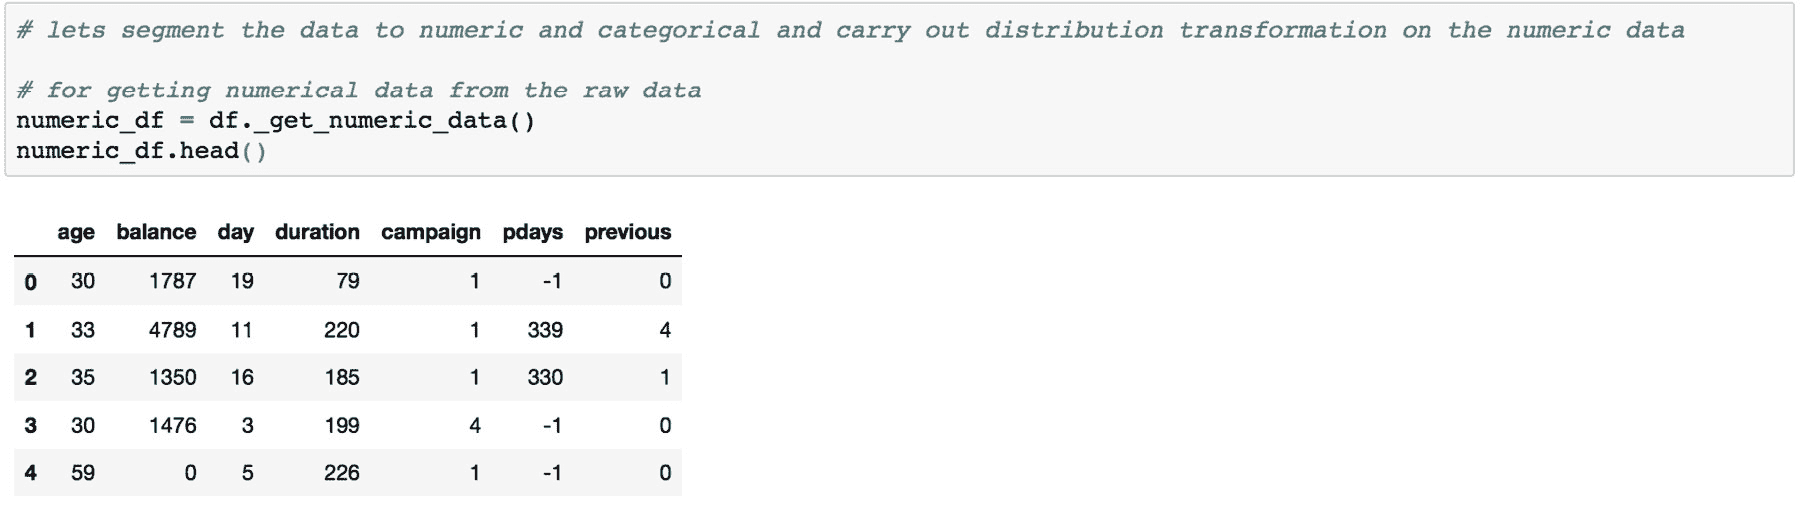 # lets segment the data to numeric and categorical and carry out distribution transformation on the numeric data
# for getting numerical data from the raw data
numeric_df = df._get_numeric_data()
numeric_df.head()
age balance day duration campaign pdays previous
0 30 1787 19 79 1 -1 0
1 33 4789 11 220 1 339 4
2 35 1350 16 185 1 330 1
3 30 1476 3 199 4 -1 0
4 59 0 5 226 1 -1 0